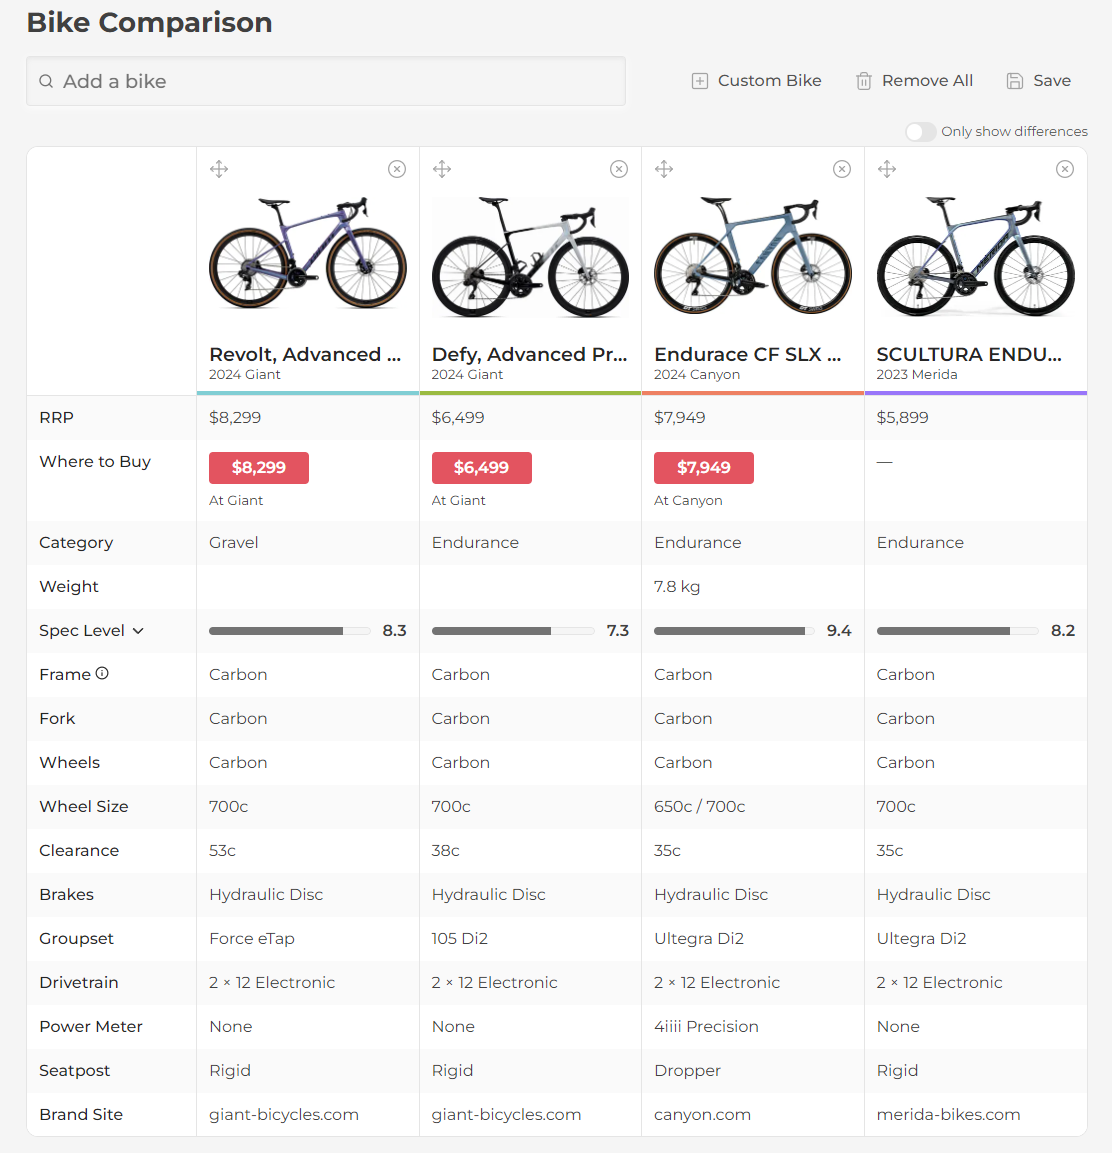 Bike Comparison
Add a bike
Custom Bike
Remove All
Save
Only show differences
Revolt, Advanced ...
2024 Giant
Defy, Advanced Pr...
2024 Giant
Endurace CF SLX ...
2024 Canyon
SCULTURA ENDU...
2023 Merida
RRP $8,299 $6,499 $7,949 $5,899
Where to Buy $8,299 $6,499 $7,949 —
At Giant At Giant At Canyon
Category Gravel Endurance Endurance Endurance
Weight 7.8 kg
Spec Level 8.3 7.3 9.4 8.2
Frame Carbon Carbon Carbon Carbon
Fork Carbon Carbon Carbon Carbon
Wheels Carbon Carbon Carbon Carbon
Wheel Size 700c 700c 650c / 700c 700c
Clearance 53c 38c 35c 35c
Brakes Hydraulic Disc Hydraulic Disc Hydraulic Disc Hydraulic Disc
Groupset Force eTap 105 Di2 Ultegra Di2 Ultegra Di2
Drivetrain 2 × 12 Electronic 2 × 12 Electronic 2 × 12 Electronic 2 × 12 Electronic
Power Meter None None 4iiii Precision None
Seatpost Rigid Rigid Dropper Rigid
Brand Site giant-bicycles.com giant-bicycles.com canyon.com merida-bikes.com